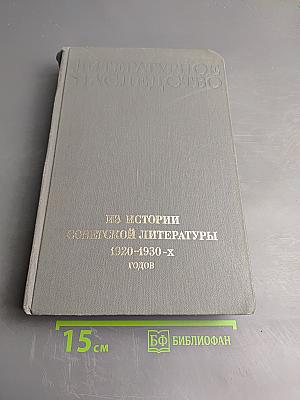 ЛИТЕРАТУРНОЕ
НАСЛЕДСТВО
ИЗ ИСТОРИИ
СОВЕТСКОЙ ЛИТЕРАТУРЫ
1920-1930-х
ГОДОВ
15 см
БФ БИБЛИОФАН